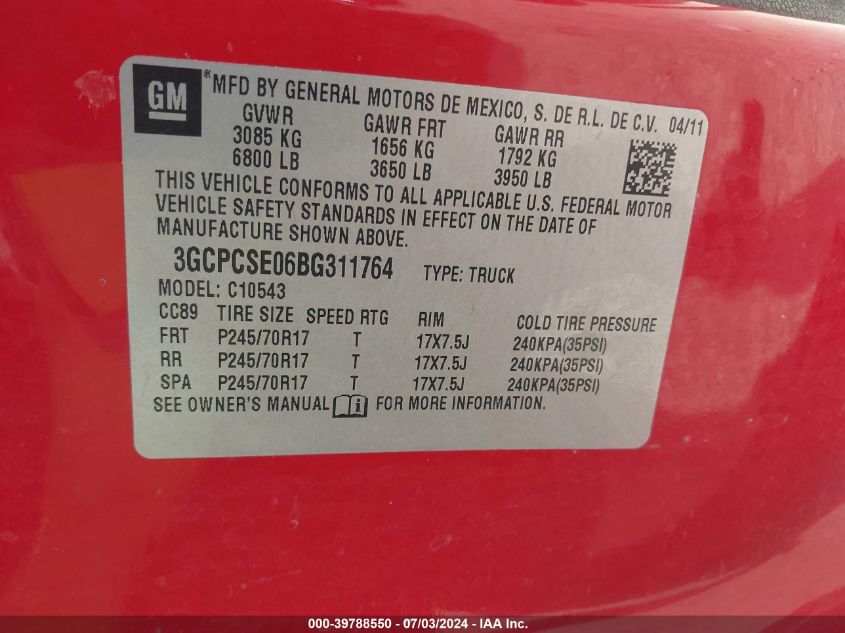 GM
®MFD BY GENERAL MOTORS DE MEXICO, S. DE R.L. DE C.V. 04/11
GVWR GAWR FRT GAWR RR
3085 KG 1656 KG 1792 KG
6800 LB 3650 LB 3950 LB
THIS VEHICLE CONFORMS TO ALL APPLICABLE U.S. FEDERAL MOTOR
VEHICLE SAFETY STANDARDS IN EFFECT ON THE DATE OF
MANUFACTURE SHOWN ABOVE.
3GCPCSE06BG311764 TYPE: TRUCK
MODEL: C10543
CC89 TIRE SIZE SPEED RTG RIM COLD TIRE PRESSURE
FRT P245/70R17 T 17X7.5J 240KPA(35PSI)
RR P245/70R17 T 17X7.5J 240KPA(35PSI)
SPA P245/70R17 T 17X7.5J 240KPA(35PSI)
SEE OWNER'S MANUAL i FOR MORE INFORMATION.
000-39788550 - 07/03/2024 - IAA Inc.